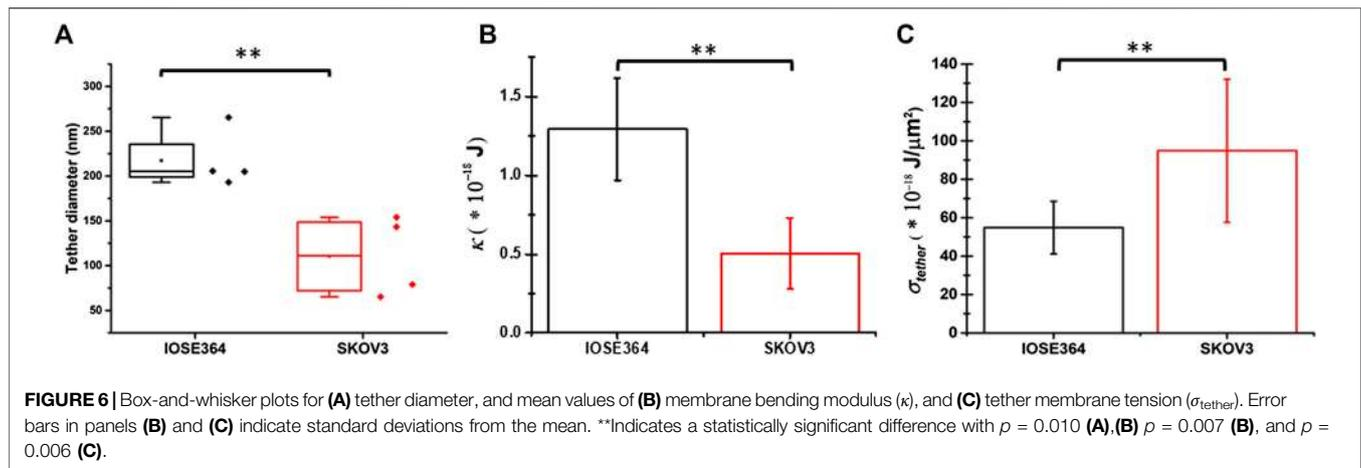 A
**
Tether diameter (nm)
300
250
200
150
100
50
IOSE364 SKOV3
B
**
κ ( * 10⁻¹⁸ J)
1.5
1.0
0.5
0.0
IOSE364 SKOV3
C
**
σtether ( * 10⁻¹⁸ J/μm²)
140
120
100
80
60
40
20
0
IOSE364 SKOV3
FIGURE 6 | Box-and-whisker plots for (A) tether diameter, and mean values of (B) membrane bending modulus (κ), and (C) tether membrane tension (σtether). Error
bars in panels (B) and (C) indicate standard deviations from the mean. **Indicates a statistically significant difference with p = 0.010 (A),(B) p = 0.007 (B), and p =
0.006 (C).